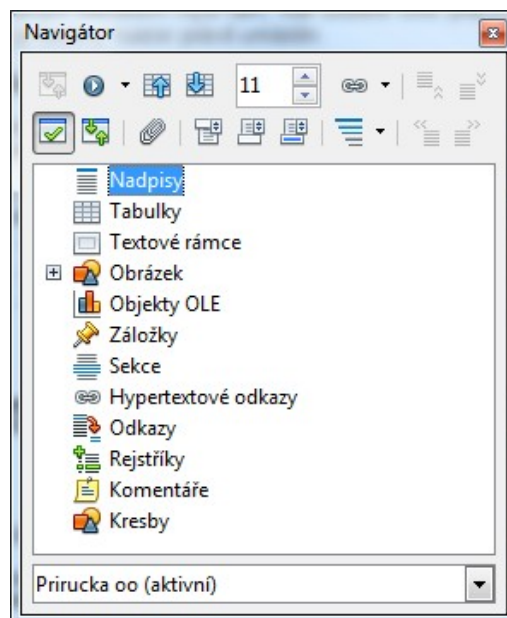 Navigátor
11
Nadpisy
Tabulky
Textové rámce
Obrázek
Objekty OLE
Záložky
Sekce
Hypertextové odkazy
Odkazy
Rejstříky
Komentáře
Kresby
Prirucka oo (aktivní)